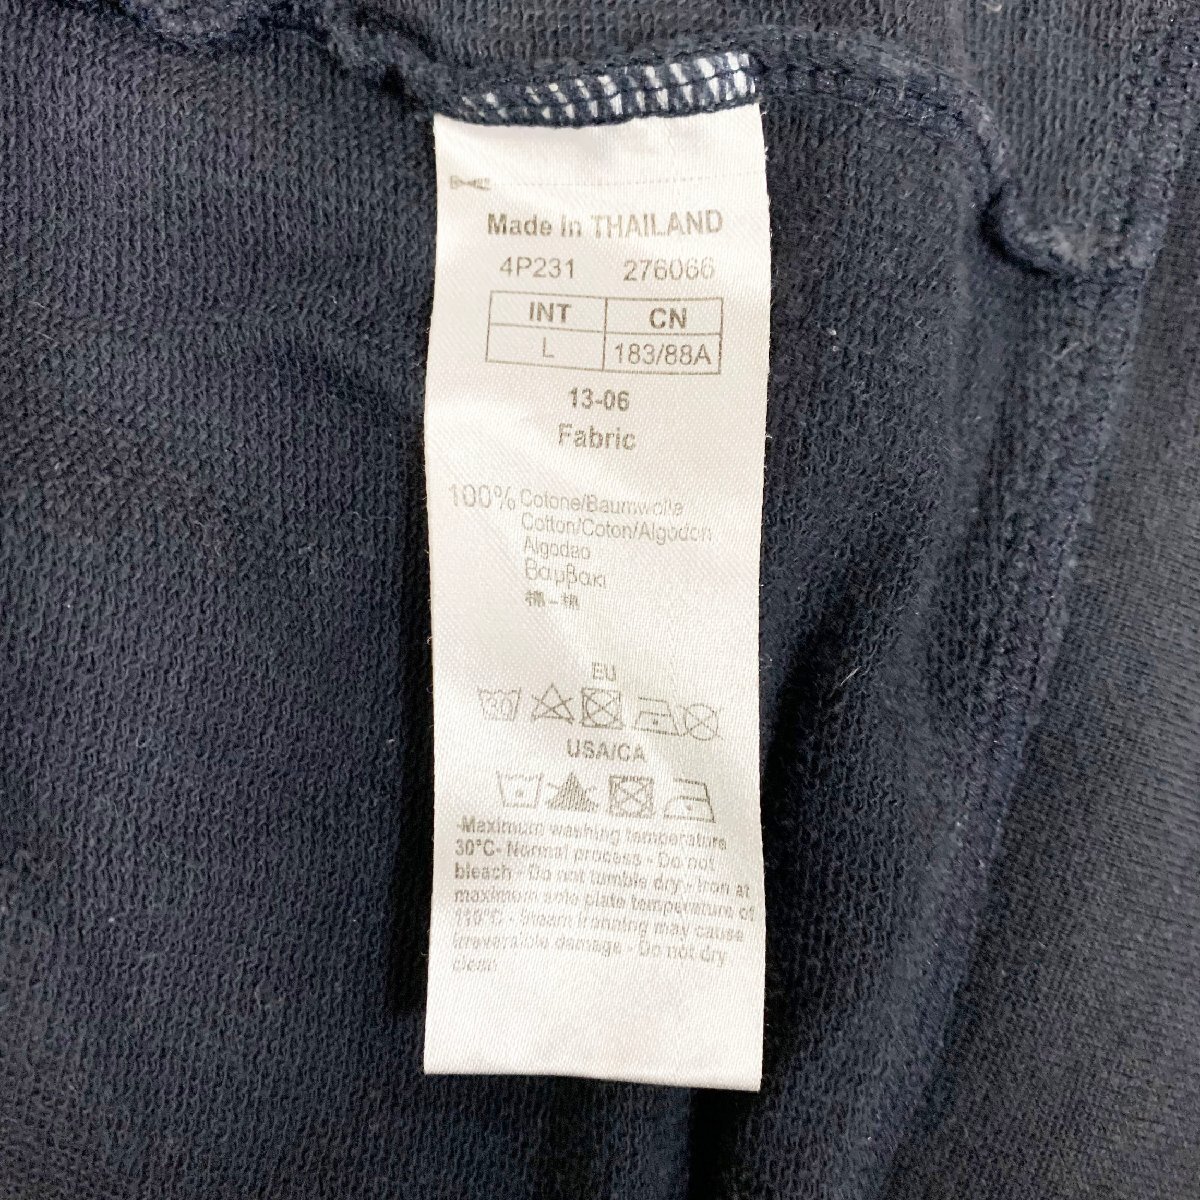 Made In THAILAND
4P231 276066
INT CN
L 183/88A
13-06
Fabric
100% Cotone/Baumwolle
Cotton/Coton/Algodon
Algodao
Βαμβακι
棉-棉
EU
30
USA/CA
-Maximum washing temperature
30°C- Normal process - Do not
bleach - Do not tumble dry - Iron at
maximum sole plate temperature of
110°C - Steam ironning may cause
irreversible damage - Do not dry
clean